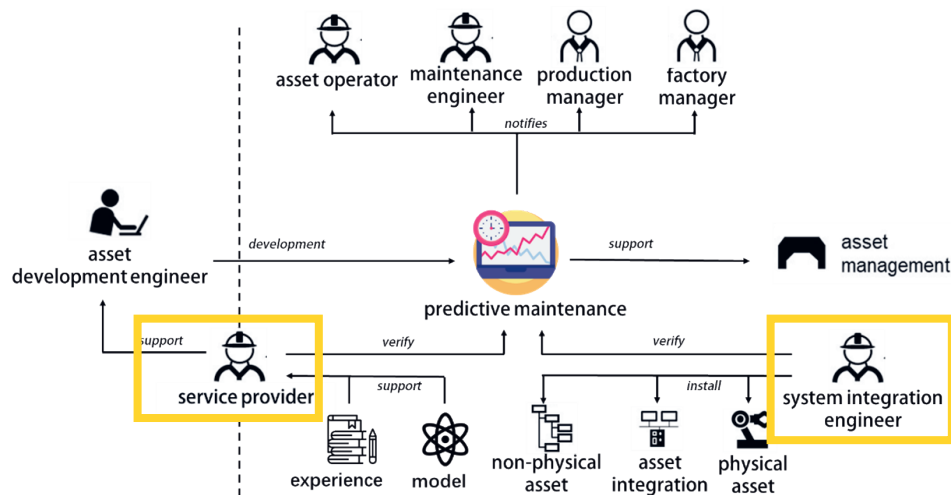 asset operator
maintenance
engineer
production
manager
factory
manager
notifies
asset
development engineer
development
predictive maintenance
support
asset
management
support
service provider
verify
support
experience
model
verify
install
system integration
engineer
non-physical
asset
asset
integration
physical
asset